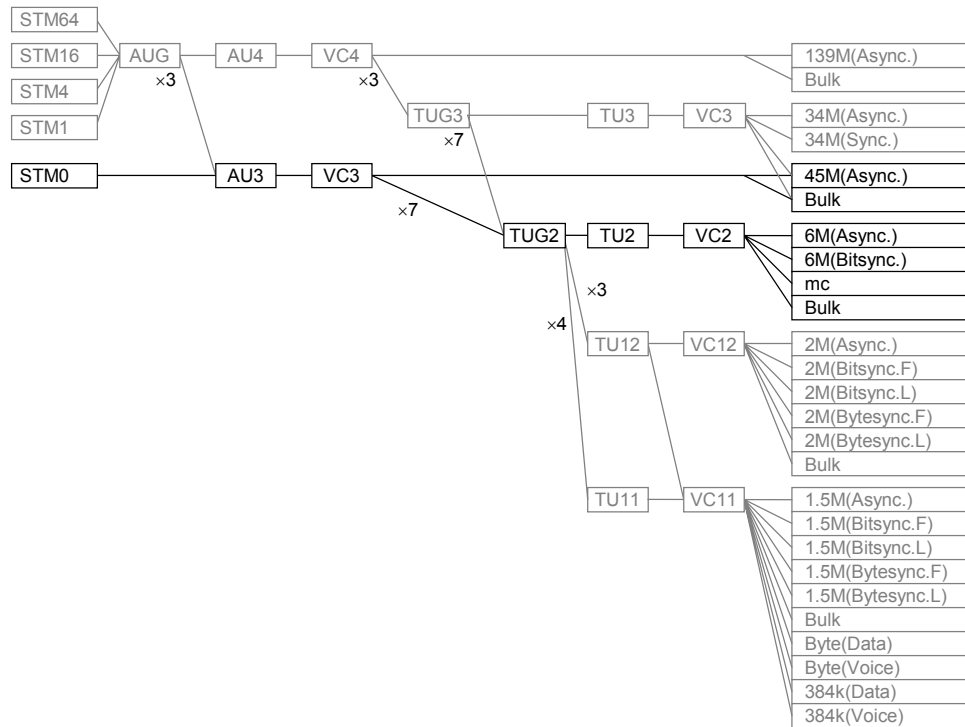 STM64
STM16 AUG AU4 VC4 139M(Async.)
×3 ×3 Bulk
STM4
TUG3 TU3 VC3 34M(Async.)
STM1
×7 34M(Sync.)
STM0 AU3 VC3 45M(Async.)
×7 Bulk
TUG2 TU2 VC2 6M(Async.)
6M(Bitsync.)
×3 mc
×4 Bulk
TU12 VC12 2M(Async.)
2M(Bitsync.F)
2M(Bitsync.L)
2M(Bytesync.F)
2M(Bytesync.L)
Bulk
TU11 VC11 1.5M(Async.)
1.5M(Bitsync.F)
1.5M(Bitsync.L)
1.5M(Bytesync.F)
1.5M(Bytesync.L)
Bulk
Byte(Data)
Byte(Voice)
384k(Data)
384k(Voice)